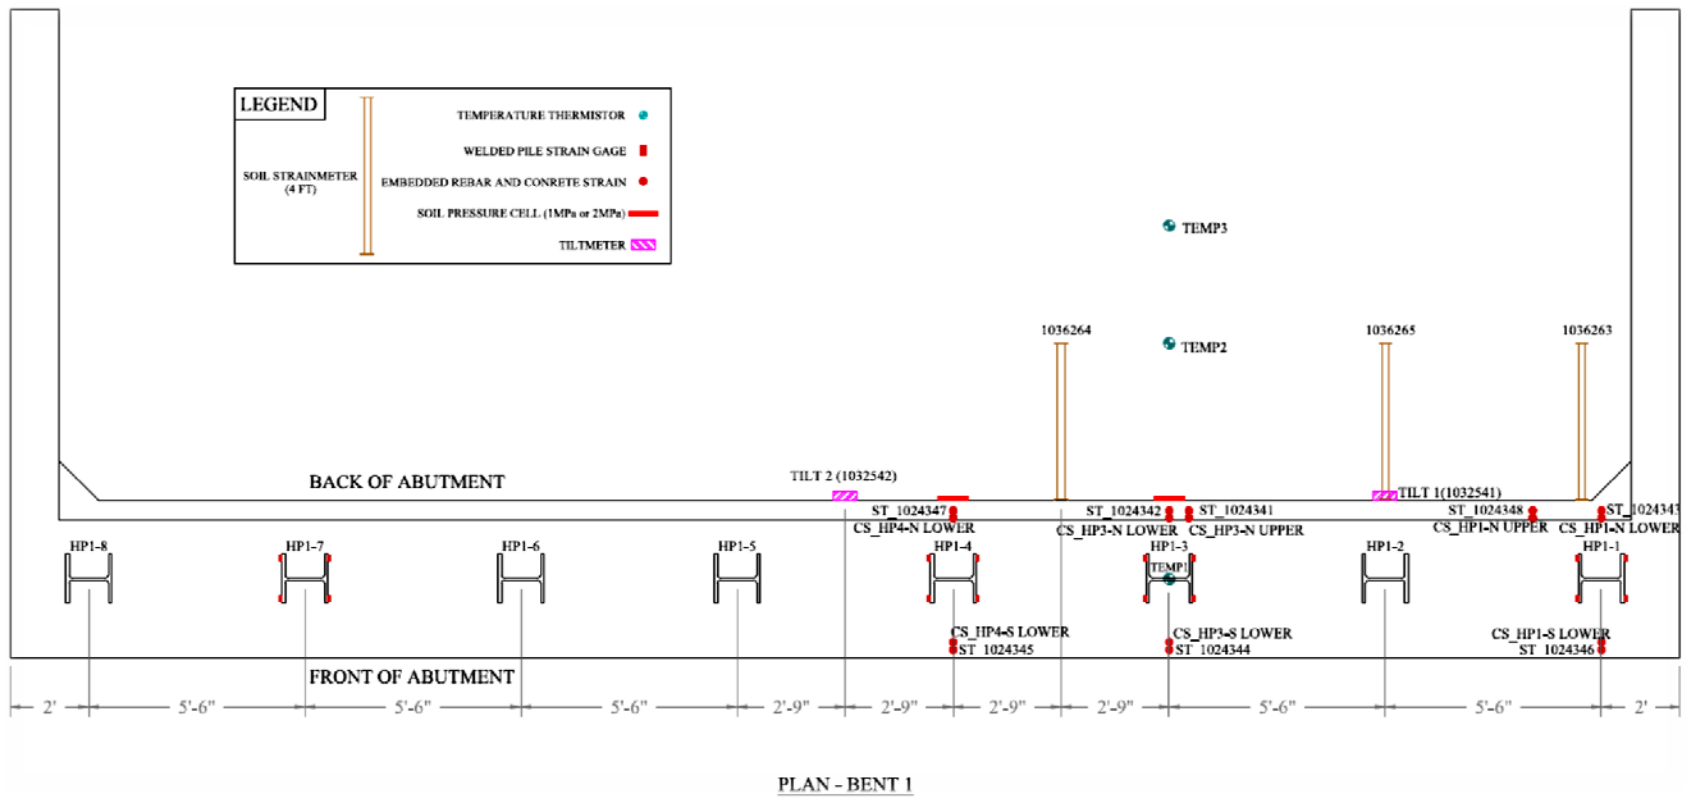 LEGEND
TEMPERATURE THERMISTOR
WELDED PILE STRAIN GAGE
SOIL STRAINMETER
(4 FT)
EMBEDDED REBAR AND CONRETE STRAIN
SOIL PRESSURE CELL (1MPa or 2MPa)
TILTMETER
TEMP3
1036264
1036265
1036263
TEMP2
BACK OF ABUTMENT
TILT 2 (1032542)
TILT 1(1032541)
ST_1024347
ST_1024342
ST_1024341
ST_1024348
ST_1024343
CS_HP4-N LOWER
CS_HP3-N LOWER
CS_HP3-N UPPER
CS_HP1-N UPPER
CS_HP1-N LOWER
HP1-8
HP1-7
HP1-6
HP1-5
HP1-4
HP1-3
HP1-2
HP1-1
TEMP1
CS_HP4-S LOWER
CS_HP3-S LOWER
CS_HP1-S LOWER
ST_1024345
ST_1024344
ST_1024346
FRONT OF ABUTMENT
2'
5'-6"
5'-6"
5'-6"
2'-9"
2'-9"
2'-9"
2'-9"
5'-6"
5'-6"
2'
PLAN - BENT 1